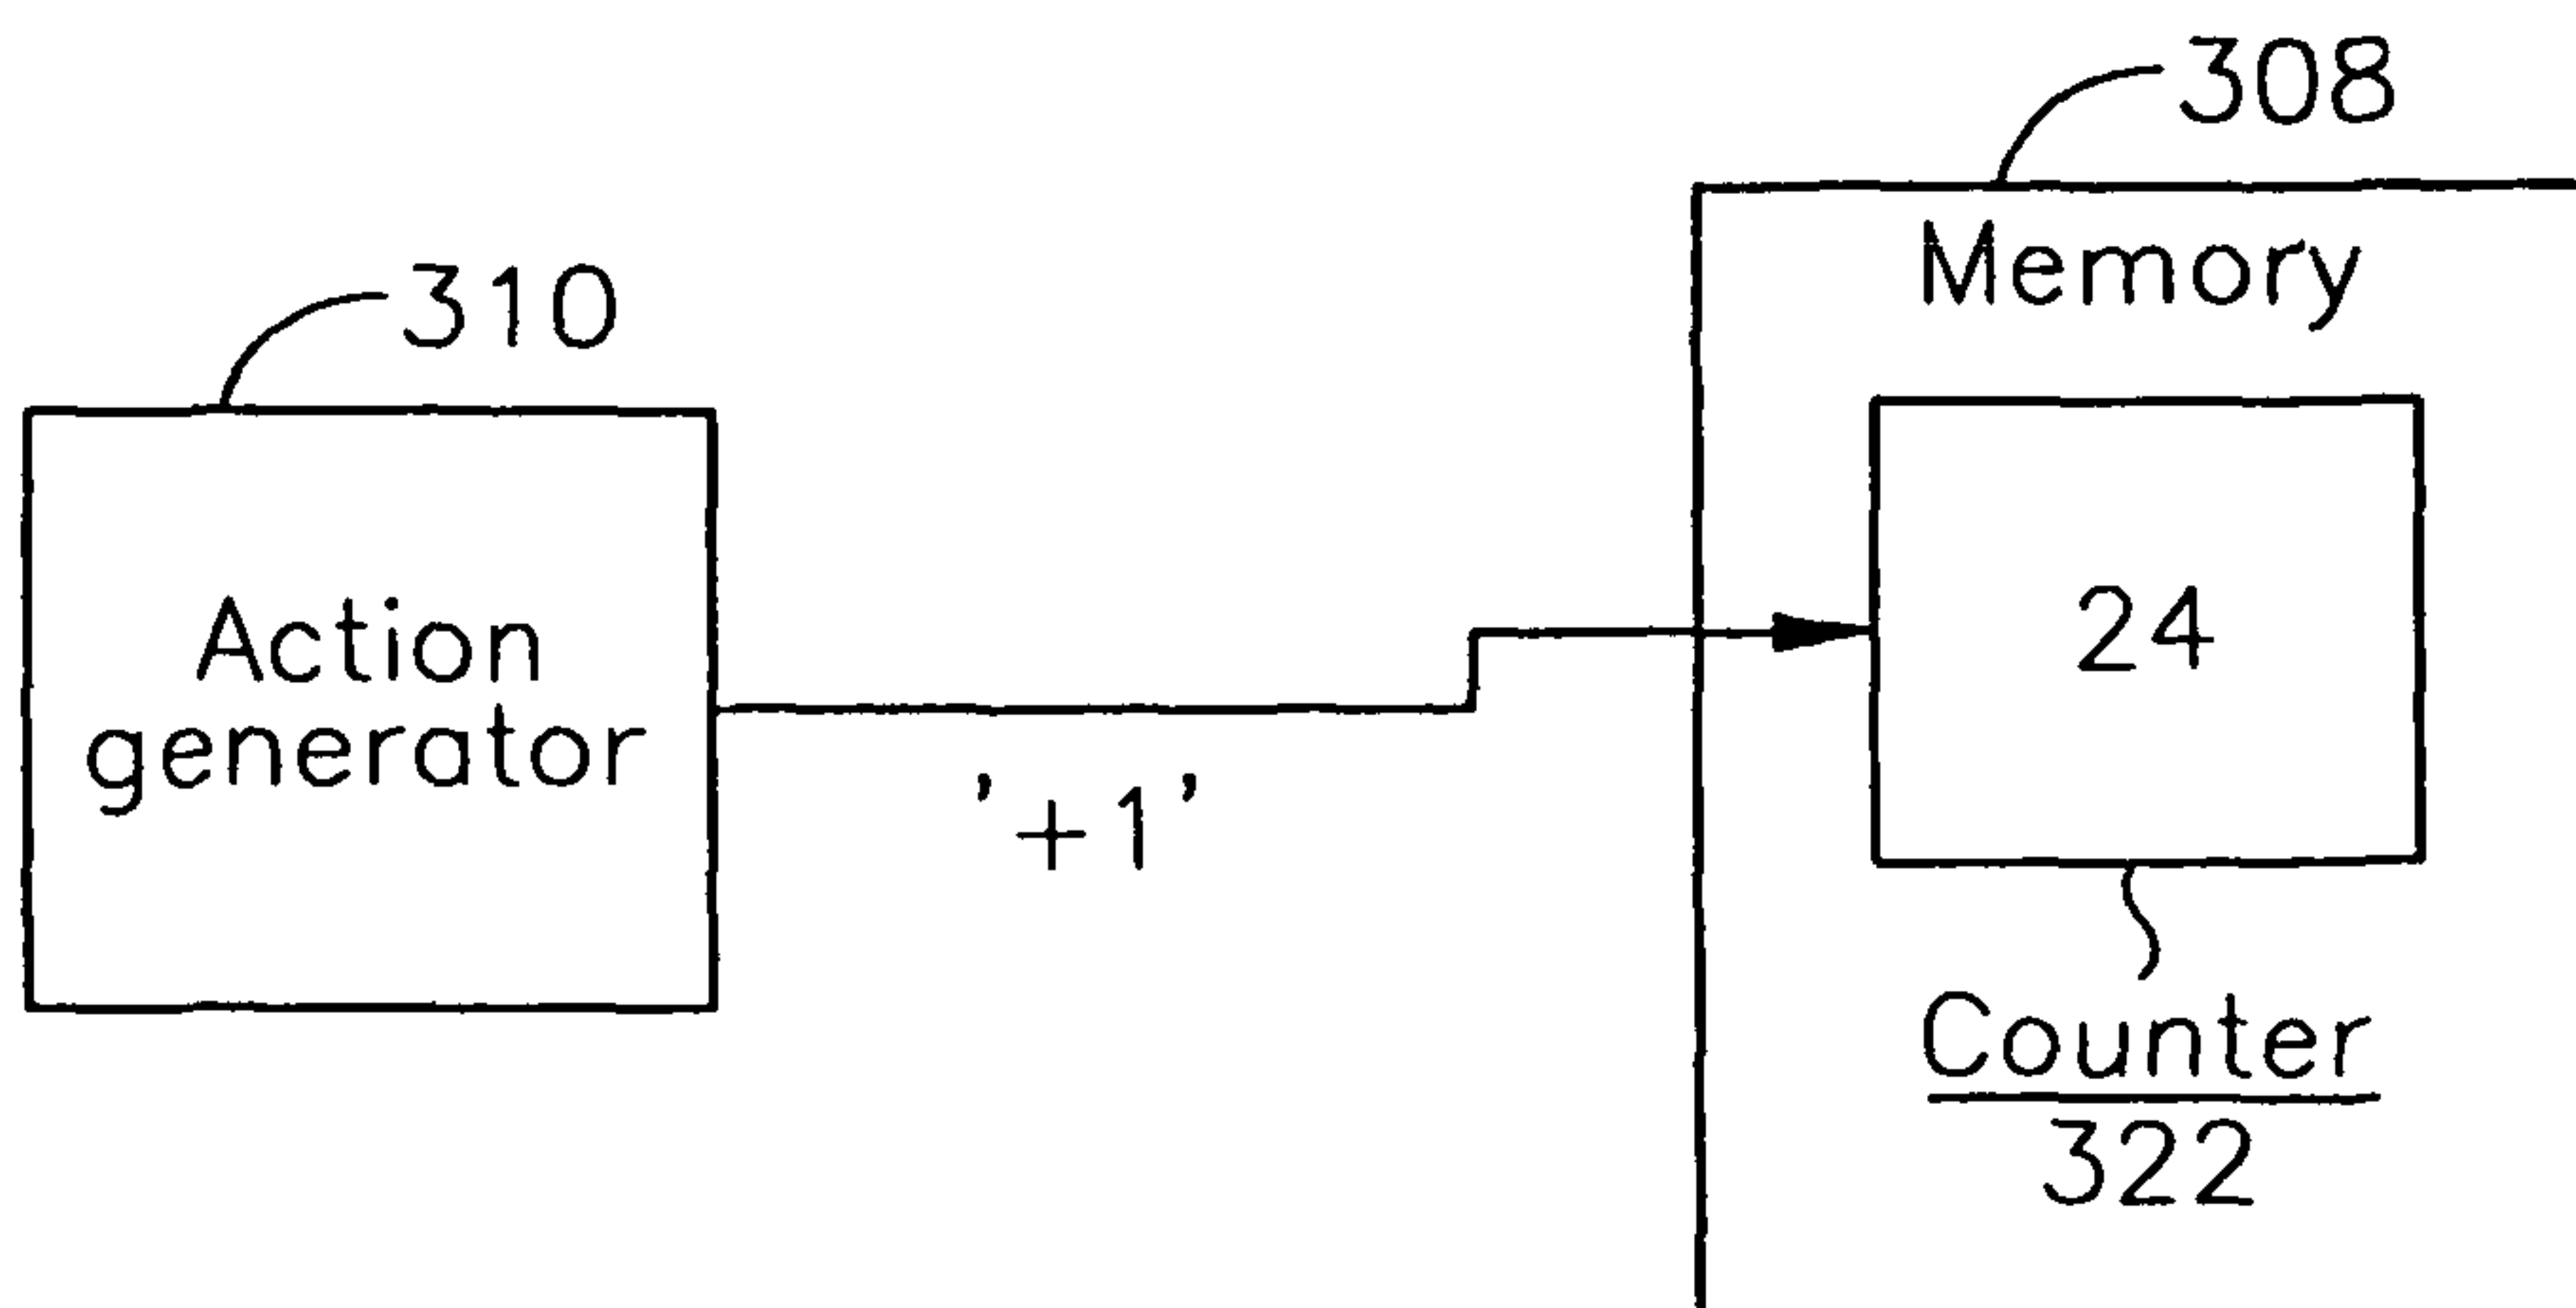 308
Memory
310
Action
generator
24
'+1'
Counter
322